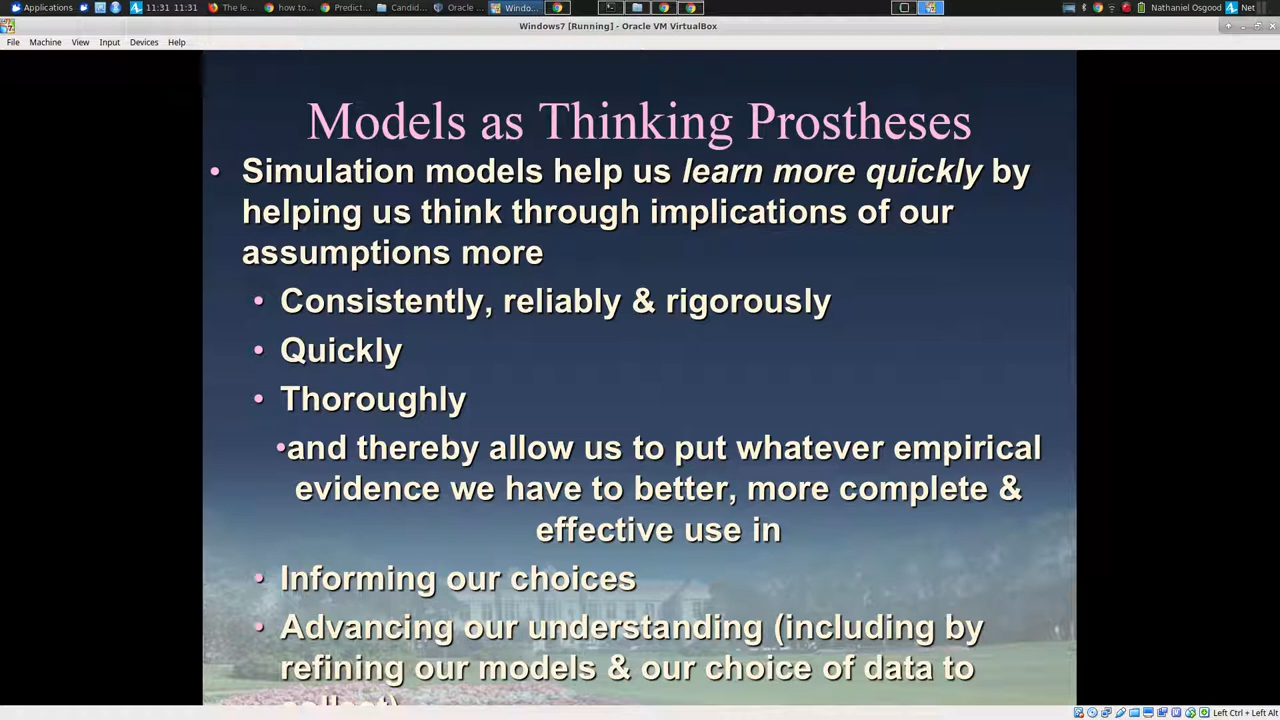 Applications
11:31 11:31
The le...
how to...
Predict...
Candid...
Oracle ...
Windo...
Nathaniel Osgood
Net
Windows7 [Running] - Oracle VM VirtualBox
File Machine View Input Devices Help
Models as Thinking Prostheses
• Simulation models help us learn more quickly by
helping us think through implications of our
assumptions more
• Consistently, reliably & rigorously
• Quickly
• Thoroughly
•and thereby allow us to put whatever empirical
evidence we have to better, more complete &
effective use in
• Informing our choices
• Advancing our understanding (including by
refining our models & our choice of data to
collect)
Left Ctrl + Left Alt